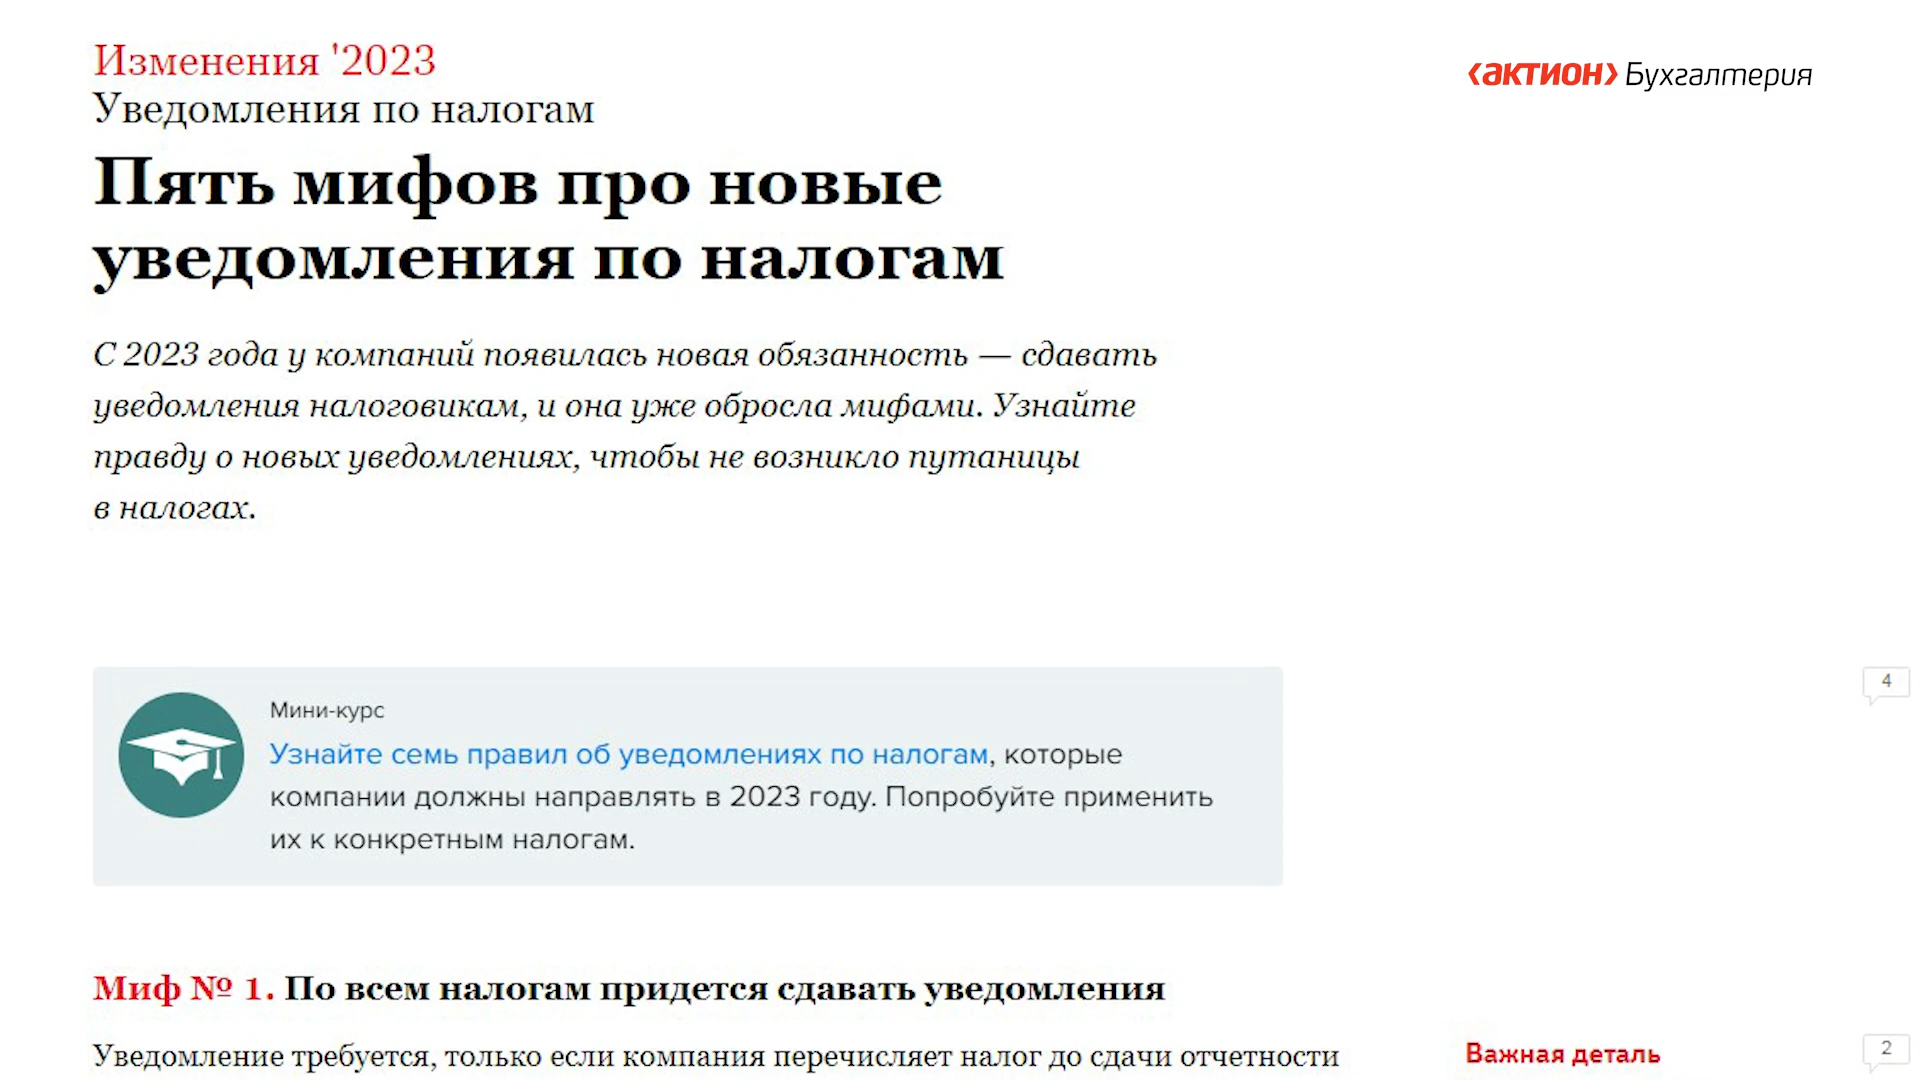 Изменения '2023
<АКТИОН> Бухгалтерия
Уведомления по налогам
Пять мифов про новые
уведомления по налогам
С 2023 года у компаний появилась новая обязанность — сдавать
уведомления налоговикам, и она уже обросла мифами. Узнайте
правду о новых уведомлениях, чтобы не возникло путаницы
в налогах.
4
Мини-курс
Узнайте семь правил об уведомлениях по налогам, которые
компании должны направлять в 2023 году. Попробуйте применить
их к конкретным налогам.
Миф № 1. По всем налогам придется сдавать уведомления
Уведомление требуется, только если компания перечисляет налог до сдачи отчетности
Важная деталь
2